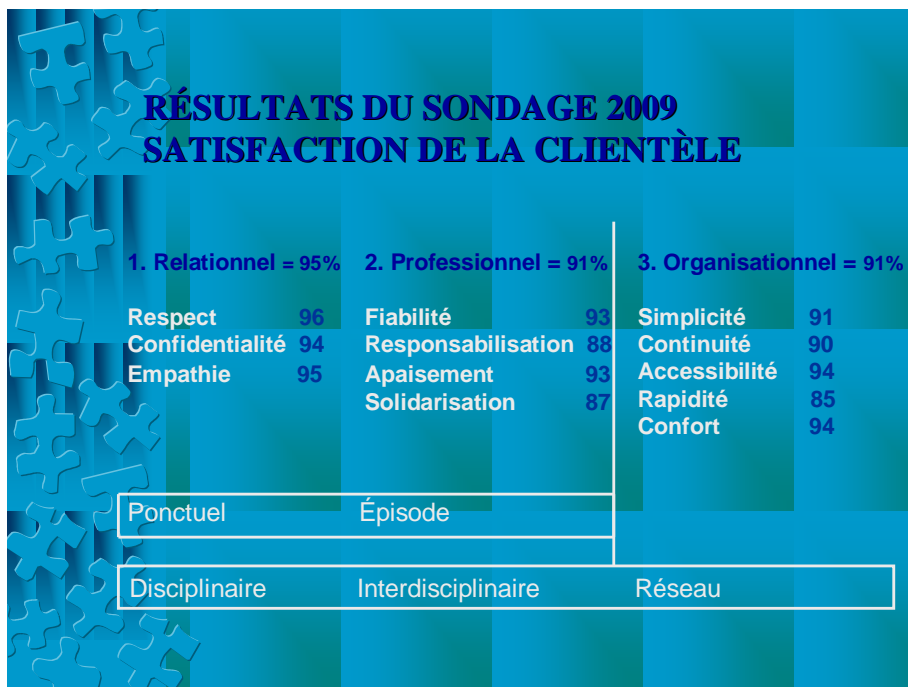 RÉSULTATS DU SONDAGE 2009
SATISFACTION DE LA CLIENTÈLE
1. Relationnel = 95% 2. Professionnel = 91% 3. Organisationnel = 91%
Respect 96 Fiabilité 93 Simplicité 91
Confidentialité 94 Responsabilisation 88 Continuité 90
Empathie 95 Apaisement 93 Accessibilité 94
Solidarisation 87 Rapidité 85
Confort 94
Ponctuel Épisode
Disciplinaire Interdisciplinaire Réseau